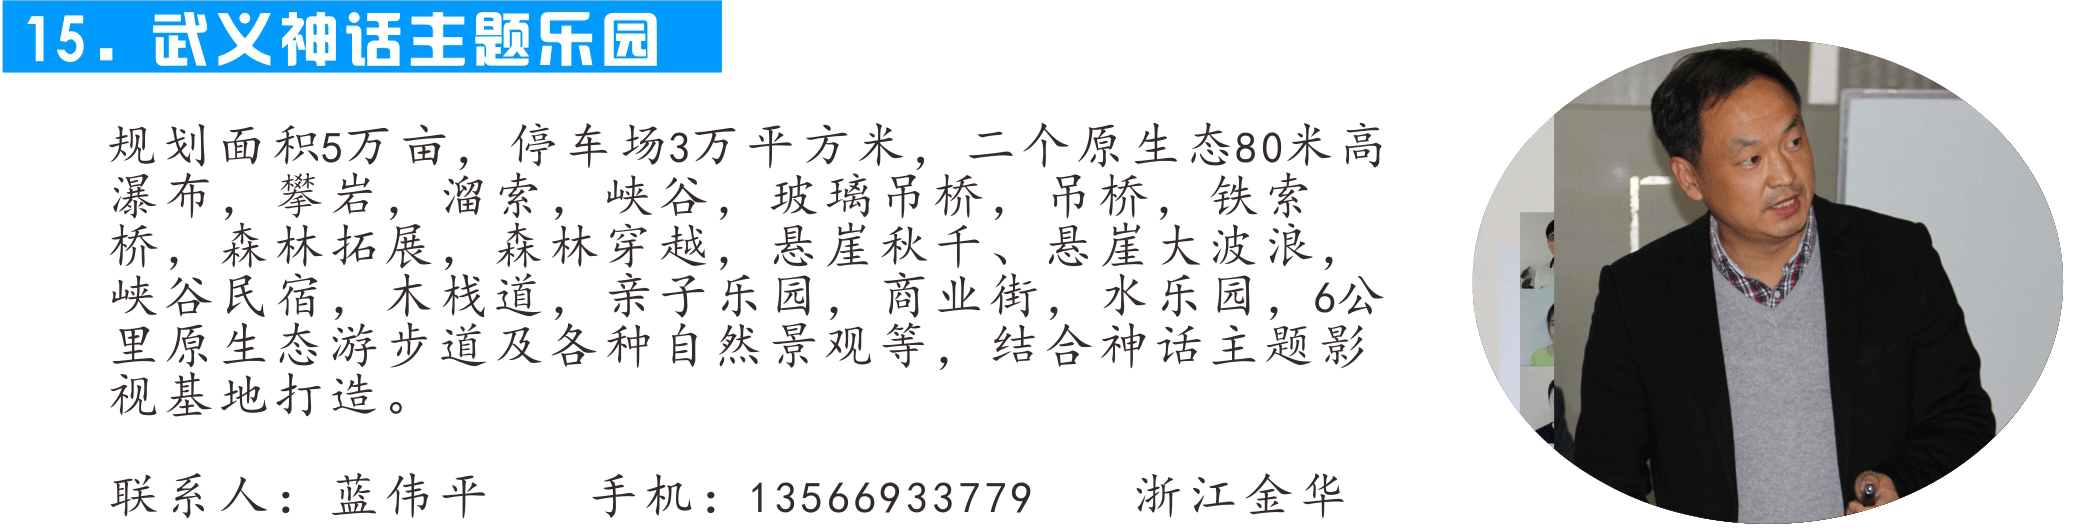 15. 武义神话主题乐园
规划面积5万亩，停车场3万平方米，二个原生态80米高
瀑布，攀岩，溜索，峡谷，玻璃吊桥，吊桥，铁索
桥，森林拓展，森林穿越，悬崖秋千、悬崖大波浪，
峡谷民宿，木栈道，亲子乐园，商业街，水乐园，6公
里原生态游步道及各种自然景观等，结合神话主题影
视基地打造。
联系人：蓝伟平 手机：13566933779 浙江金华